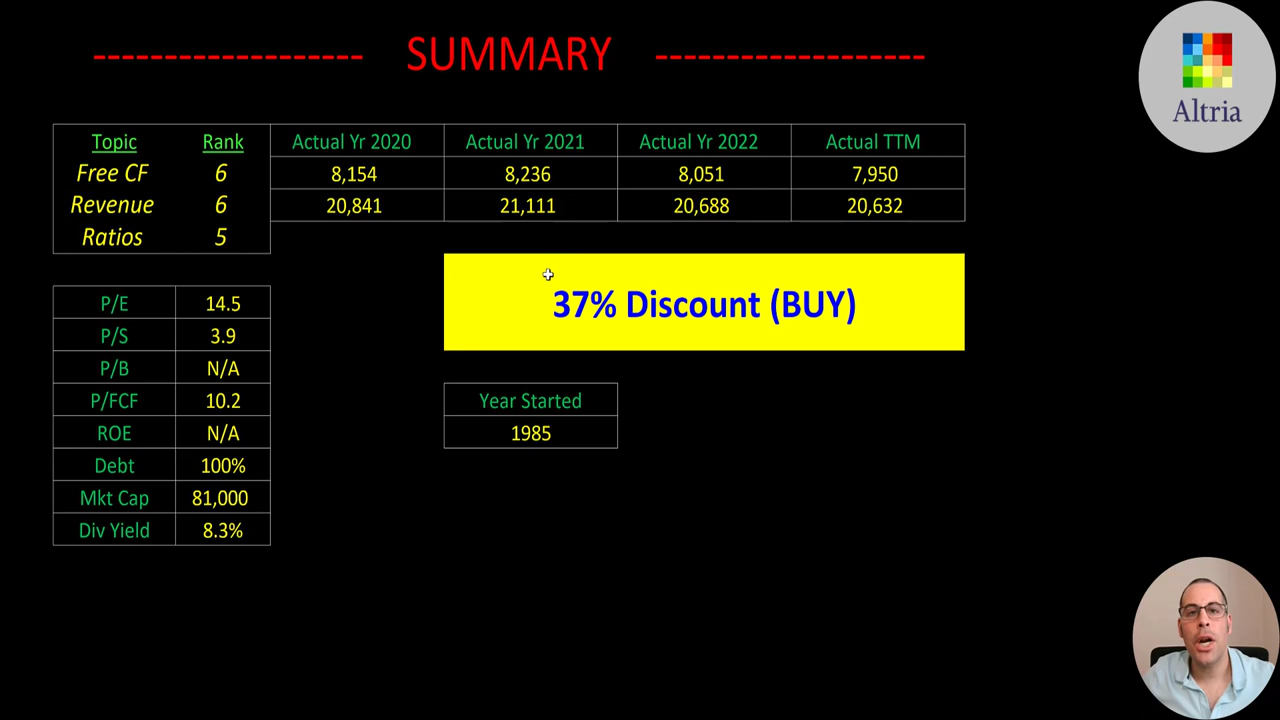 ------------------- SUMMARY -------------------
Altria
Topic Rank Actual Yr 2020 Actual Yr 2021 Actual Yr 2022 Actual TTM
Free CF 6 8,154 8,236 8,051 7,950
Revenue 6 20,841 21,111 20,688 20,632
Ratios 5
37% Discount (BUY)
P/E 14.5
P/S 3.9
P/B N/A
P/FCF 10.2
ROE N/A
Debt 100%
Mkt Cap 81,000
Div Yield 8.3%
Year Started
1985